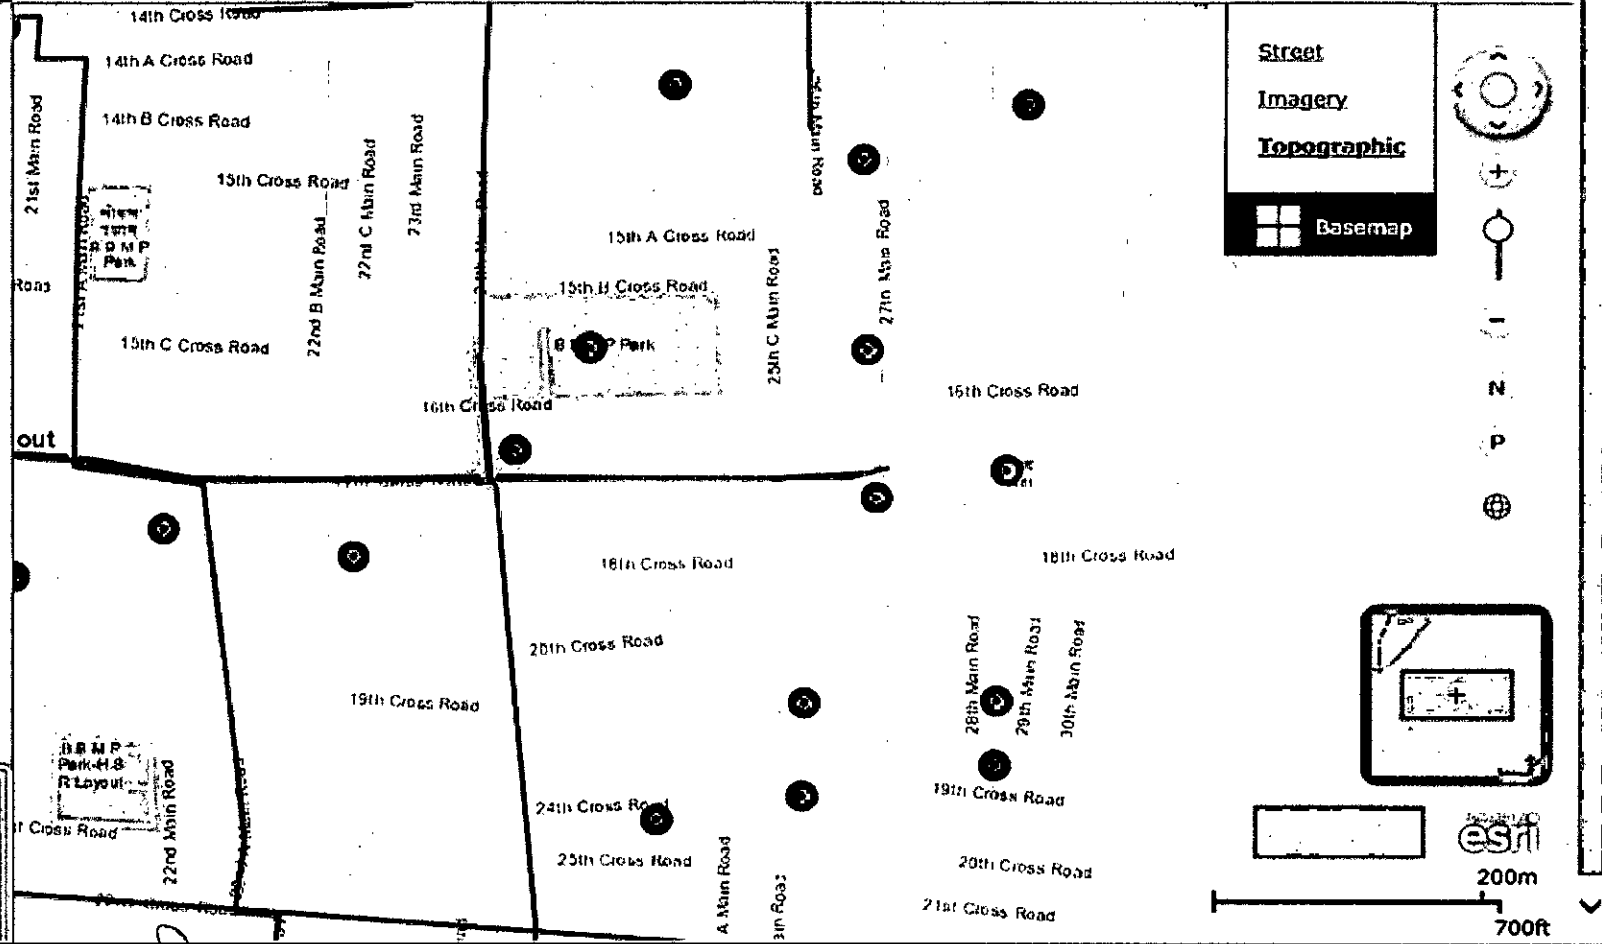 14th Cross Road
14th A Cross Road
14th B Cross Road
15th Cross Road
21st Main Road
22nd B Main Road
22nd C Main Road
23rd Main Road
B B M P
Park
Road
15th C Cross Road
15th A Cross Road
15th B Cross Road
Park
25th C Main Road
27th Main Road
16th Cross Road
16th Cross Road
out
18th Cross Road
18th Cross Road
20th Cross Road
19th Cross Road
28th Main Road
29th Main Road
30th Main Road
B B M P
Park-H S
R Layout
22nd Main Road
Cross Road
24th Cross Road
25th Cross Road
A Main Road
Road
19th Cross Road
20th Cross Road
21st Cross Road
Street
Imagery
Topographic
Basemap
N
P
esri
200m
700ft